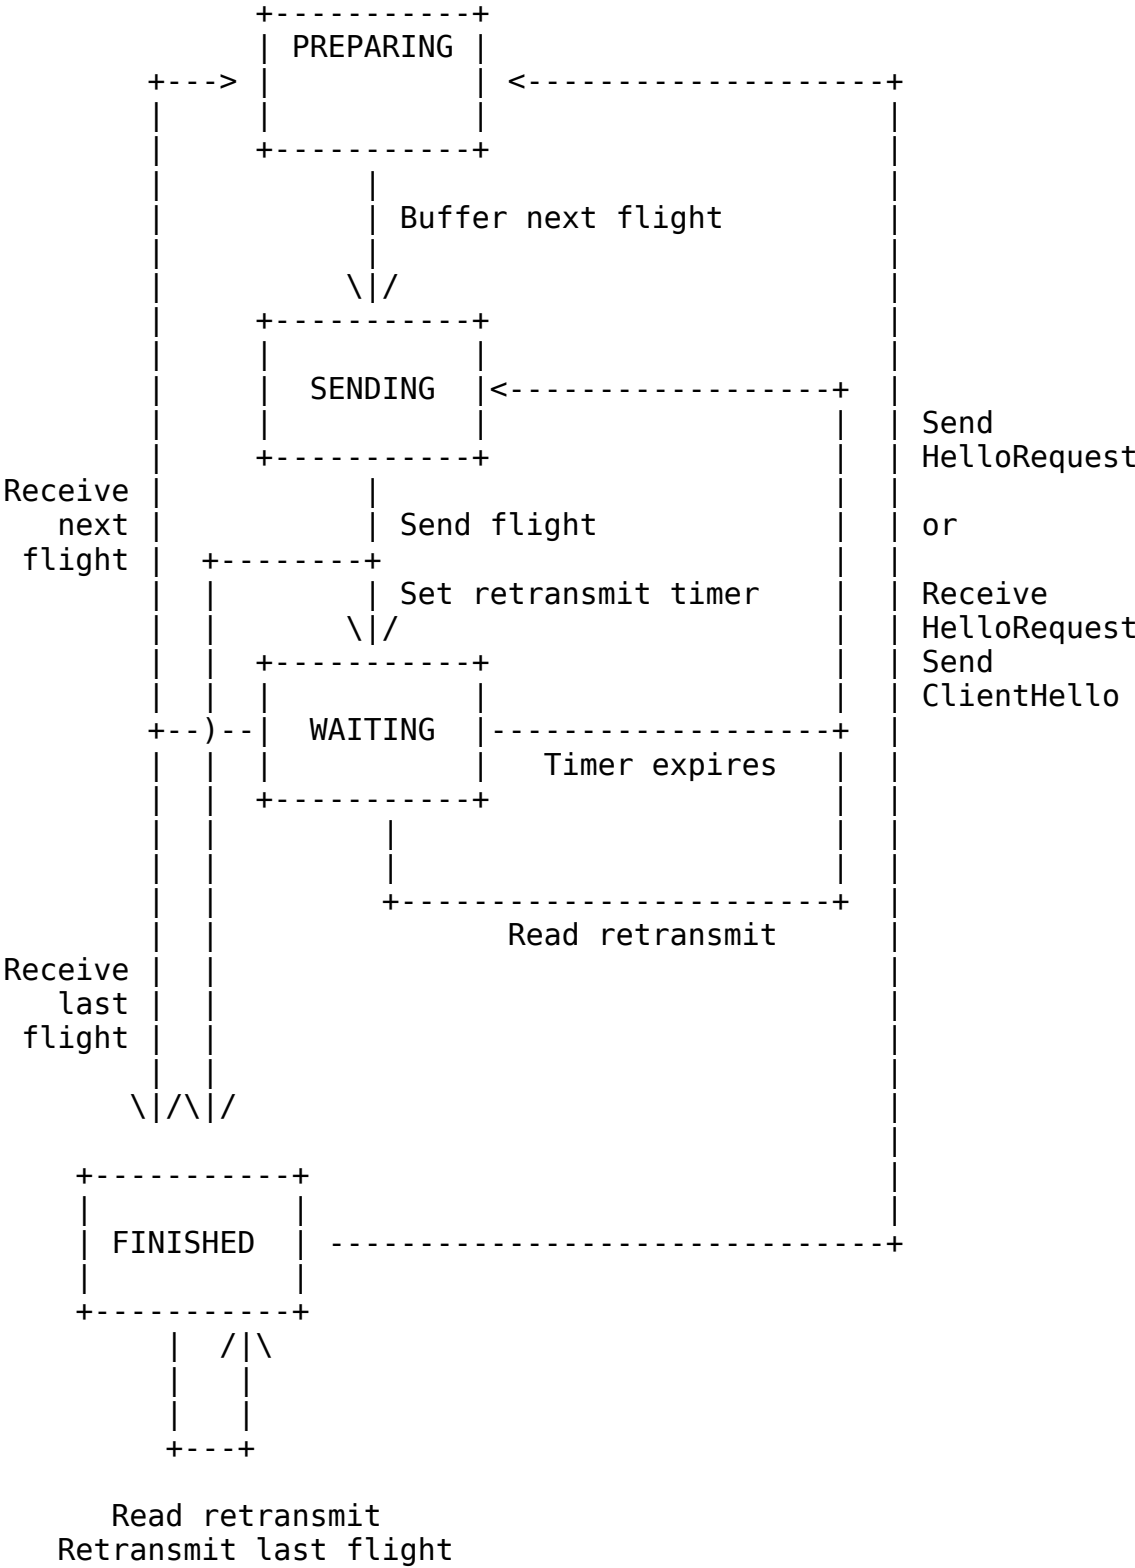 PREPARING
Buffer next flight
SENDING
Send
HelloRequest
Receive
next
flight
Send flight
or
Set retransmit timer
Receive
HelloRequest
Send
ClientHello
WAITING
Timer expires
Read retransmit
Receive
last
flight
FINISHED
Read retransmit
Retransmit last flight